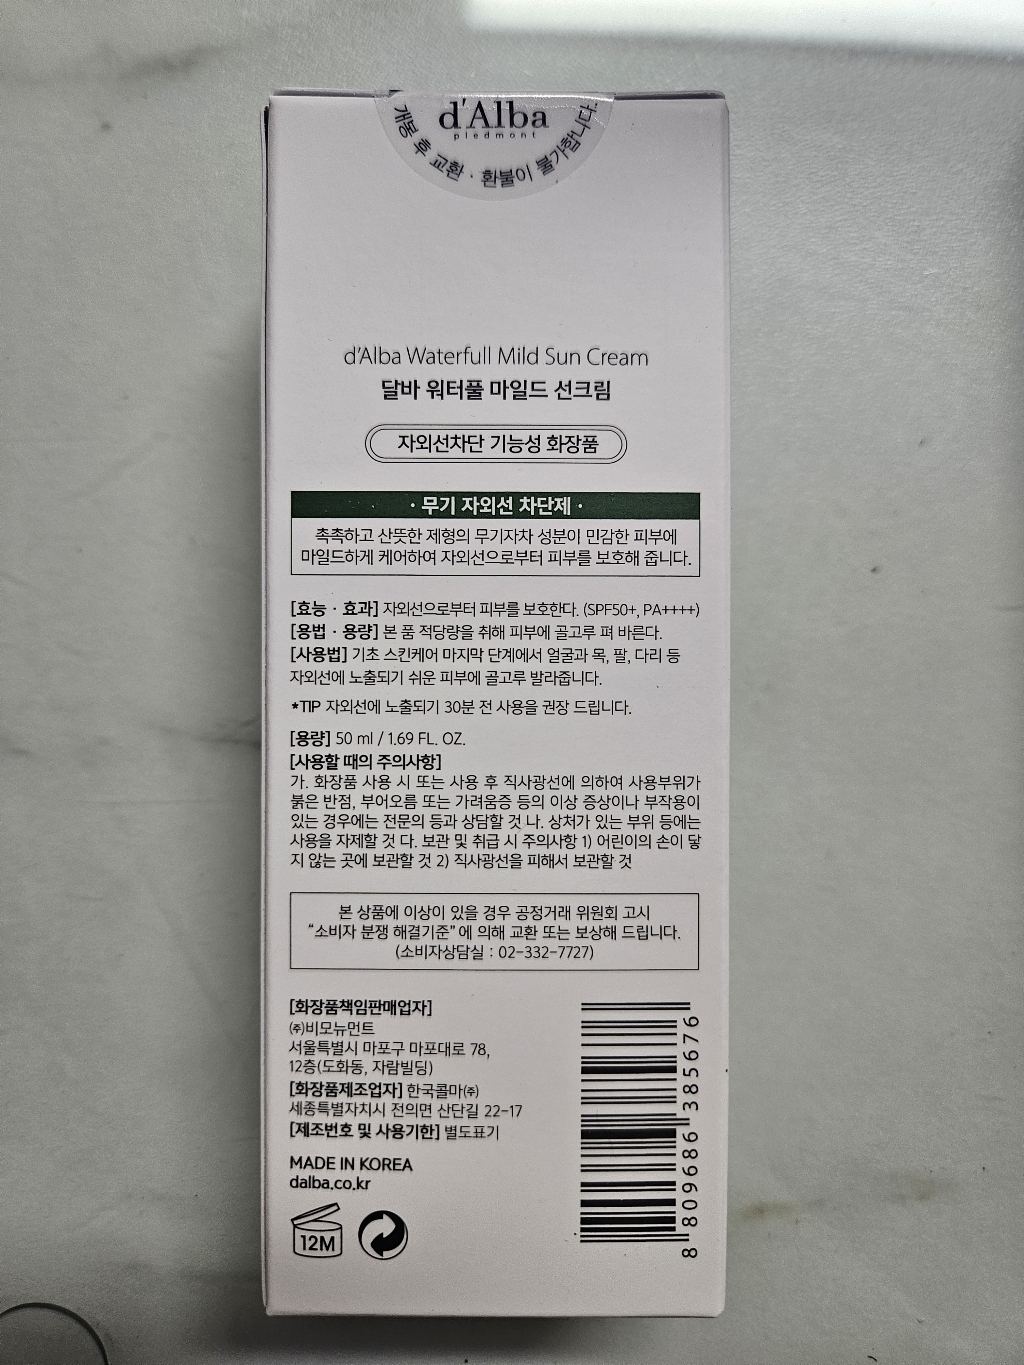 d'Alba
piedmont
개봉 후 교환 · 환불이 불가합니다.
d'Alba Waterfull Mild Sun Cream
달바 워터풀 마일드 선크림
자외선차단 기능성 화장품
· 무기 자외선 차단제 ·
촉촉하고 산뜻한 제형의 무기자차 성분이 민감한 피부에
마일드하게 케어하여 자외선으로부터 피부를 보호해 줍니다.
[효능 · 효과] 자외선으로부터 피부를 보호한다. (SPF50+, PA++++)
[용법 · 용량] 본 품 적당량을 취해 피부에 골고루 펴 바른다.
[사용법] 기초 스킨케어 마지막 단계에서 얼굴과 목, 팔, 다리 등
자외선에 노출되기 쉬운 피부에 골고루 발라줍니다.
*TIP 자외선에 노출되기 30분 전 사용을 권장 드립니다.
[용량] 50 ml / 1.69 FL. OZ.
[사용할 때의 주의사항]
가. 화장품 사용 시 또는 사용 후 직사광선에 의하여 사용부위가
붉은 반점, 부어오름 또는 가려움증 등의 이상 증상이나 부작용이
있는 경우에는 전문의 등과 상담할 것 나. 상처가 있는 부위 등에는
사용을 자제할 것 다. 보관 및 취급 시 주의사항 1) 어린이의 손이 닿
지 않는 곳에 보관할 것 2) 직사광선을 피해서 보관할 것
본 상품에 이상이 있을 경우 공정거래 위원회 고시
"소비자 분쟁 해결기준" 에 의해 교환 또는 보상해 드립니다.
(소비자상담실 : 02-332-7727)
[화장품책임판매업자]
㈜비모뉴먼트
서울특별시 마포구 마포대로 78,
12층(도화동, 자람빌딩)
[화장품제조업자] 한국콜마㈜
세종특별자치시 전의면 산단길 22-17
[제조번호 및 사용기한] 별도표기
MADE IN KOREA
dalba.co.kr
12M
8 809686 385676